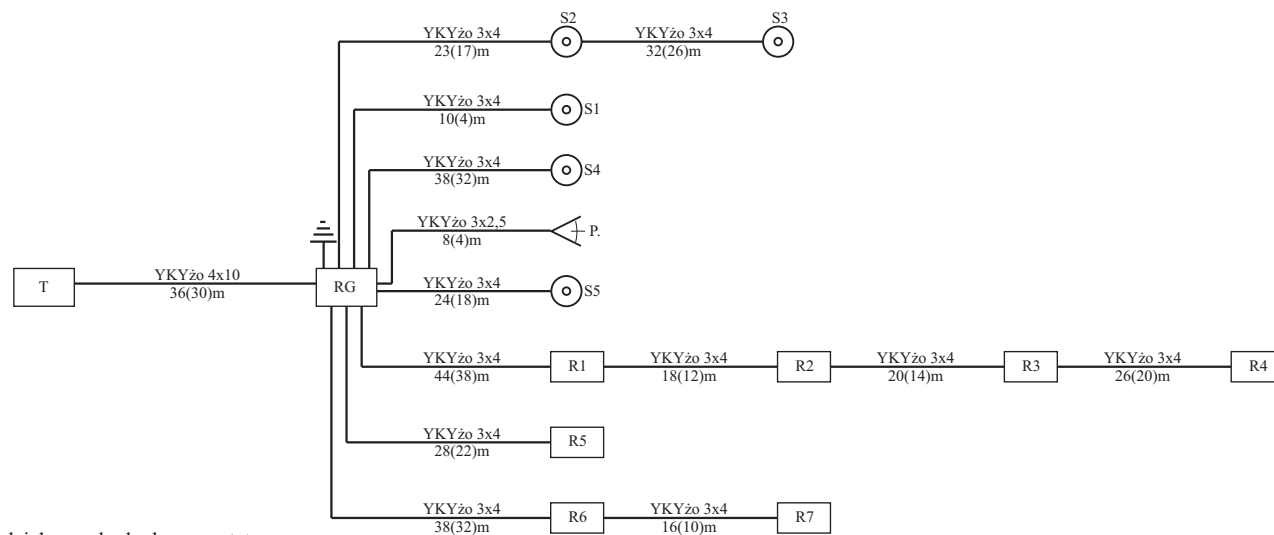 S2
S3
YKYżo 3x4
YKYżo 3x4
23(17)m
32(26)m
YKYżo 3x4
S1
10(4)m
YKYżo 3x4
S4
38(32)m
YKYżo 3x2,5
P.
8(4)m
T
YKYżo 4x10
36(30)m
RG
YKYżo 3x4
S5
24(18)m
YKYżo 3x4
R1
YKYżo 3x4
R2
YKYżo 3x4
R3
YKYżo 3x4
R4
44(38)m
18(12)m
20(14)m
26(20)m
YKYżo 3x4
R5
28(22)m
YKYżo 3x4
R6
YKYżo 3x4
R7
38(32)m
16(10)m